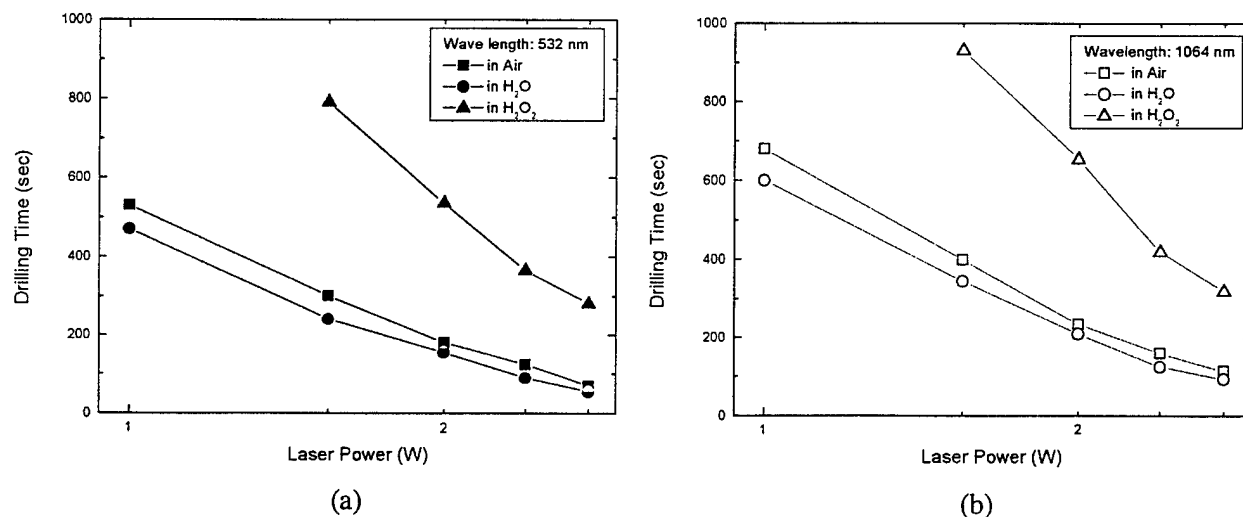 1000
800
600
400
200
0
Drilling Time (sec)
Wave length: 532 nm
in Air
in H₂O
in H₂O₂
1
2
Laser Power (W)
(a)
1000
800
600
400
200
0
Drilling Time (sec)
Wavelength: 1064 nm
in Air
in H₂O
in H₂O₂
1
2
Laser Power (W)
(b)